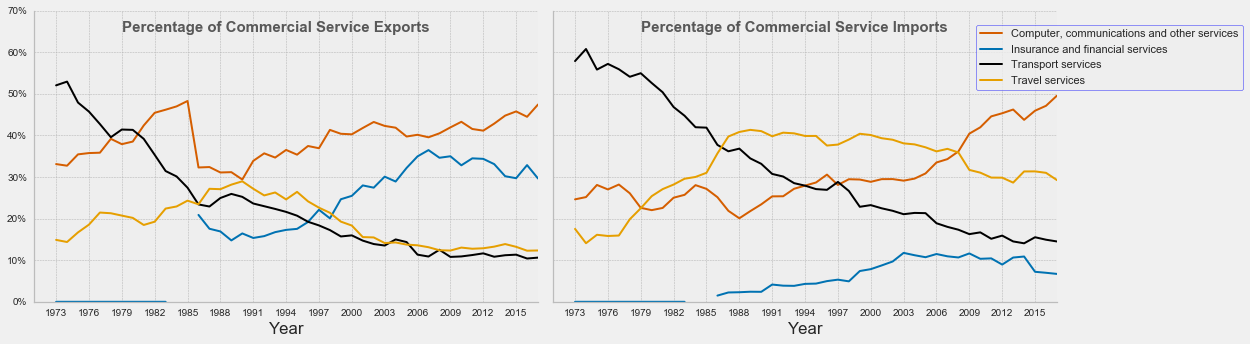 Percentage of Commercial Service Exports
70%
60%
50%
40%
30%
20%
10%
0%
1973 1976 1979 1982 1985 1988 1991 1994 1997 2000 2003 2006 2009 2012 2015
Year
Percentage of Commercial Service Imports
Computer, communications and other services
Insurance and financial services
Transport services
Travel services
1973 1976 1979 1982 1985 1988 1991 1994 1997 2000 2003 2006 2009 2012 2015
Year